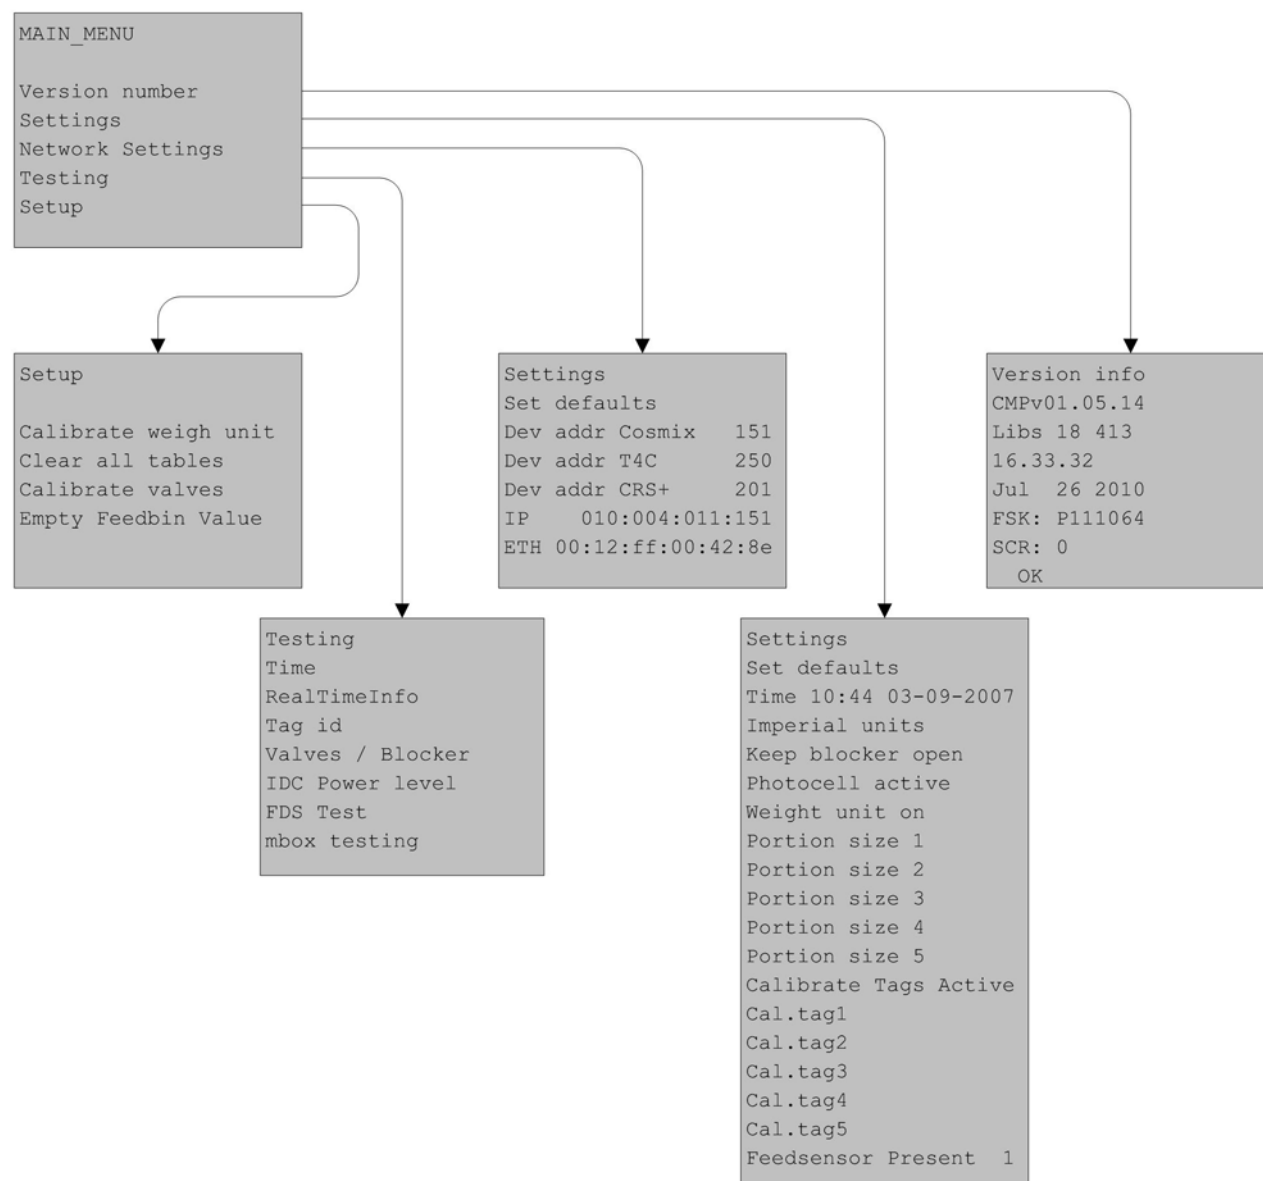 MAIN_MENU
Version number
Settings
Network Settings
Testing
Setup
Setup
Calibrate weigh unit
Clear all tables
Calibrate valves
Empty Feedbin Value
Settings
Set defaults
Dev addr Cosmix 151
Dev addr T4C 250
Dev addr CRS+ 201
IP 010:004:011:151
ETH 00:12:ff:00:42:8e
Version info
CMPv01.05.14
Libs 18 413
16.33.32
Jul 26 2010
FSK: P111064
SCR: 0
OK
Testing
Time
RealTimeInfo
Tag id
Valves / Blocker
IDC Power level
FDS Test
mbox testing
Settings
Set defaults
Time 10:44 03-09-2007
Imperial units
Keep blocker open
Photocell active
Weight unit on
Portion size 1
Portion size 2
Portion size 3
Portion size 4
Portion size 5
Calibrate Tags Active
Cal.tag1
Cal.tag2
Cal.tag3
Cal.tag4
Cal.tag5
Feedsensor Present 1